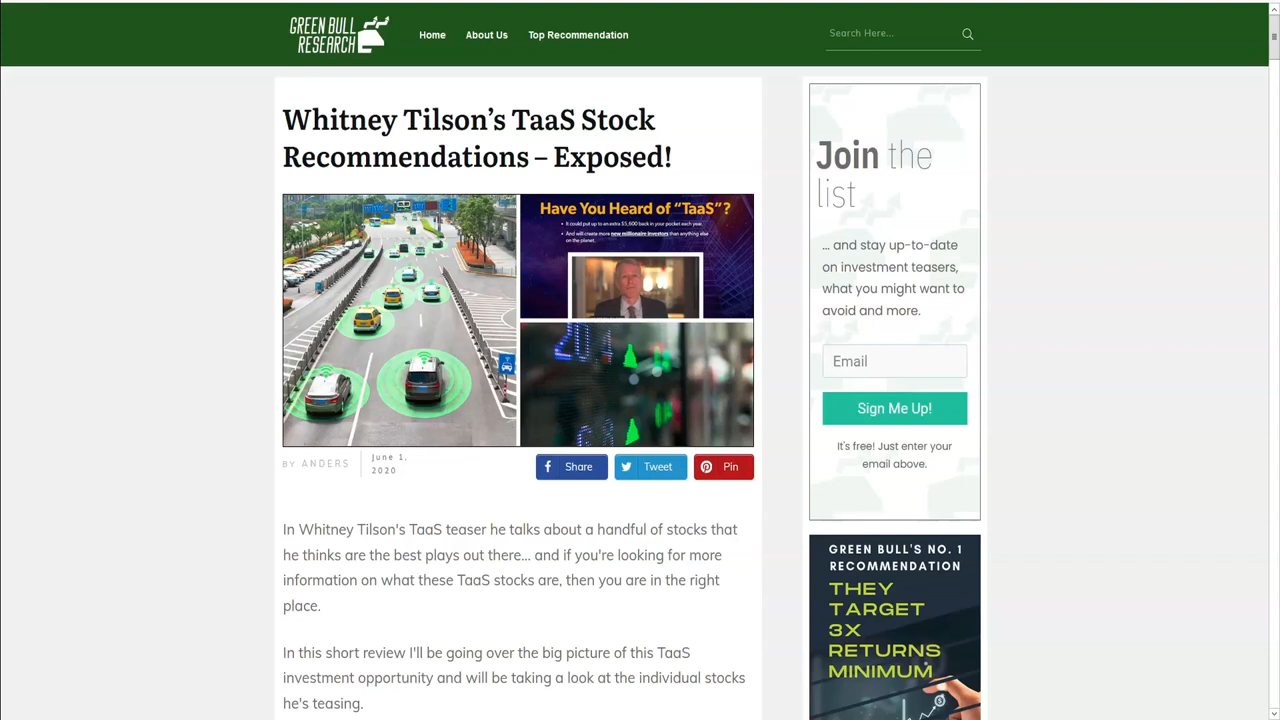 GREEN BULL
RESEARCH
Home
About Us
Top Recommendation
Search Here...
Whitney Tilson's TaaS Stock
Recommendations – Exposed!
Have You Heard of “TaaS”?
It could put up to an extra $5,600 back in your pocket each year.
And will create more new millionaire investors than anything else
on the planet.
BY ANDERS
June 1,
2020
Share
Tweet
Pin
In Whitney Tilson's TaaS teaser he talks about a handful of stocks that
he thinks are the best plays out there... and if you're looking for more
information on what these TaaS stocks are, then you are in the right
place.
In this short review I'll be going over the big picture of this TaaS
investment opportunity and will be taking a look at the individual stocks
he's teasing.
Join the
list
... and stay up-to-date
on investment teasers,
what you might want to
avoid and more.
Email
Sign Me Up!
It's free! Just enter your
email above.
GREEN BULL'S NO. 1
RECOMMENDATION
THEY
TARGET
3X
RETURNS
MINIMUM